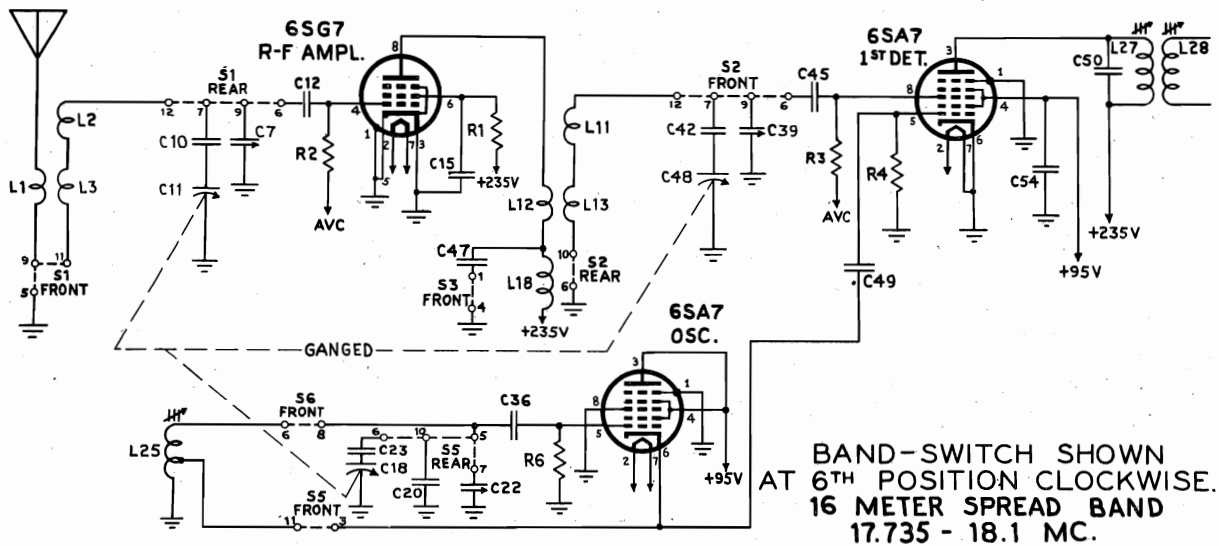 6SG7
R-F AMPL.
8
4
6
1
2
7
3
5
S1
REAR
12
7
9
6
C12
L2
C10
C7
R2
C15
R1
+235V
L1
L3
C11
AVC
9
11
5
S1
FRONT
L11
L12
L13
C47
1
S3
FRONT
4
L18
+235V
10
S2
REAR
6
S2
FRONT
12
7
9
6
C45
C42
C39
C48
R3
AVC
6SA7
1ST DET.
3
8
5
1
4
2
7
6
R4
C54
C50
L27
L28
+235V
+95V
C49
GANGED
6SA7
OSC.
3
8
5
1
4
2
7
6
+95V
L25
S6
FRONT
6
8
C36
6
10
5
C23
C18
S5
REAR
7
C20
C22
R6
S5
FRONT
11
3
BAND-SWITCH SHOWN
AT 6TH POSITION CLOCKWISE.
16 METER SPREAD BAND
17.735 - 18.1 MC.